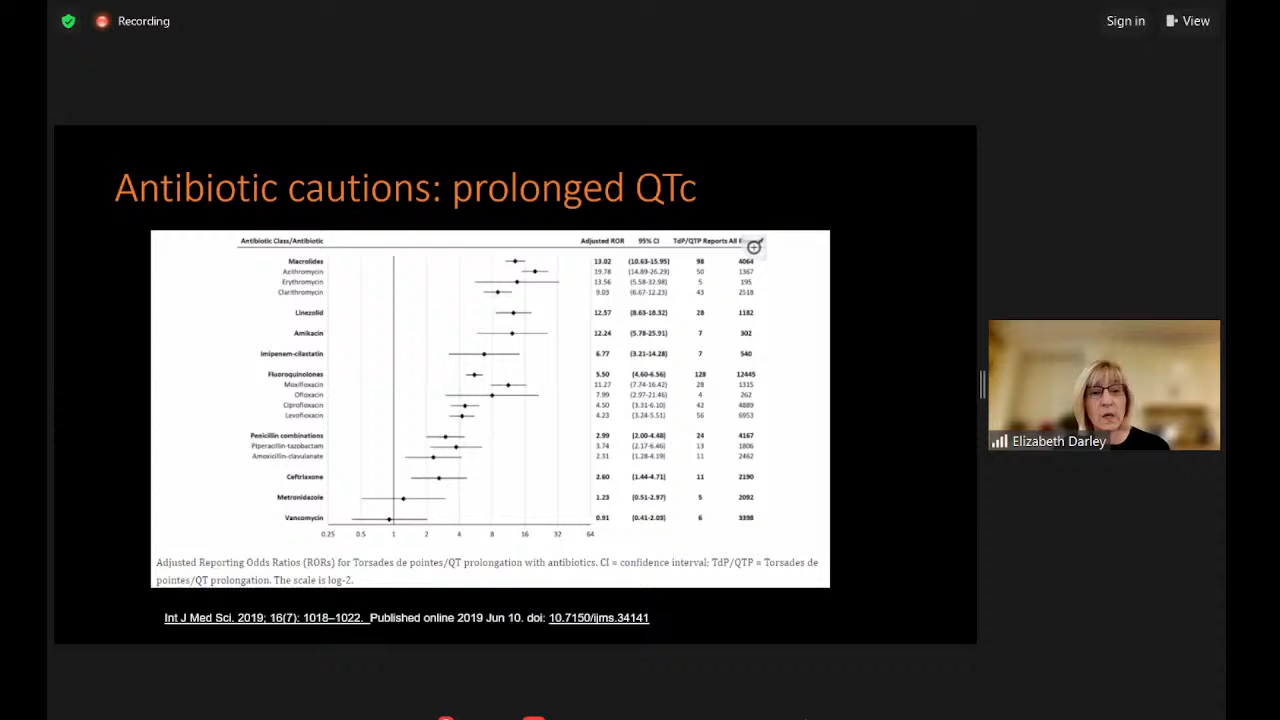 Recording
Sign in
View
Antibiotic cautions: prolonged QTc
Antibiotic Class/Antibiotic Adjusted ROR 95% CI TdP/QTP Reports All
Macrolides 13.02 (10.63-15.95) 98 4064
Azithromycin 19.78 (14.89-26.29) 50 1367
Erythromycin 13.56 (5.58-32.98) 5 195
Clarithromycin 9.03 (6.67-12.23) 43 2518
Linezolid 12.57 (8.63-18.32) 28 1182
Amikacin 12.24 (5.78-25.91) 7 302
Imipenem-cilastatin 6.77 (3.21-14.28) 7 540
Fluoroquinolones 5.50 (4.60-6.56) 128 12445
Moxifloxacin 11.27 (7.74-16.42) 28 1315
Ofloxacin 7.99 (2.97-21.46) 4 262
Ciprofloxacin 4.50 (3.31-6.10) 42 4889
Levofloxacin 4.23 (3.24-5.51) 56 6953
Penicillin combinations 2.99 (2.00-4.48) 24 4167
Piperacillin-tazobactam 3.74 (2.17-6.46) 13 1806
Amoxicillin-clavulanate 2.31 (1.28-4.19) 11 2462
Ceftriaxone 2.60 (1.44-4.71) 11 2190
Metronidazole 1.23 (0.51-2.97) 5 2092
Vancomycin 0.91 (0.41-2.03) 6 3398
0.25 0.5 1 2 4 8 16 32 64
Adjusted Reporting Odds Ratios (RORs) for Torsades de pointes/QT prolongation with antibiotics. CI = confidence interval; TdP/QTP = Torsades de
pointes/QT prolongation. The scale is log-2.
Int J Med Sci. 2019; 16(7): 1018–1022. Published online 2019 Jun 10. doi: 10.7150/ijms.34141
Elizabeth Darley